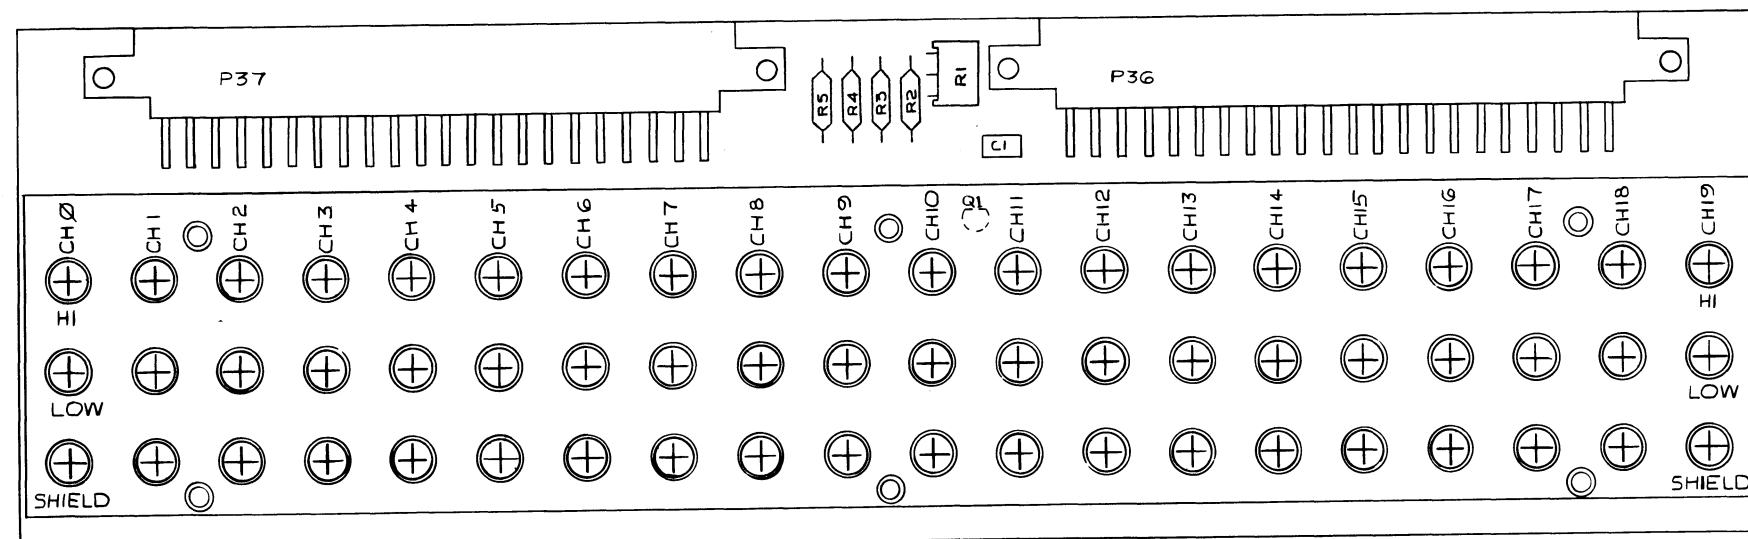 P37
R5
R4
R3
R2
R1
P36
C1
CHØ
CH1
CH2
CH3
CH4
CH5
CH6
CH7
CH8
CH9
CH10
Q1
CH11
CH12
CH13
CH14
CH15
CH16
CH17
CH18
CH19
HI
HI
LOW
LOW
SHIELD
SHIELD